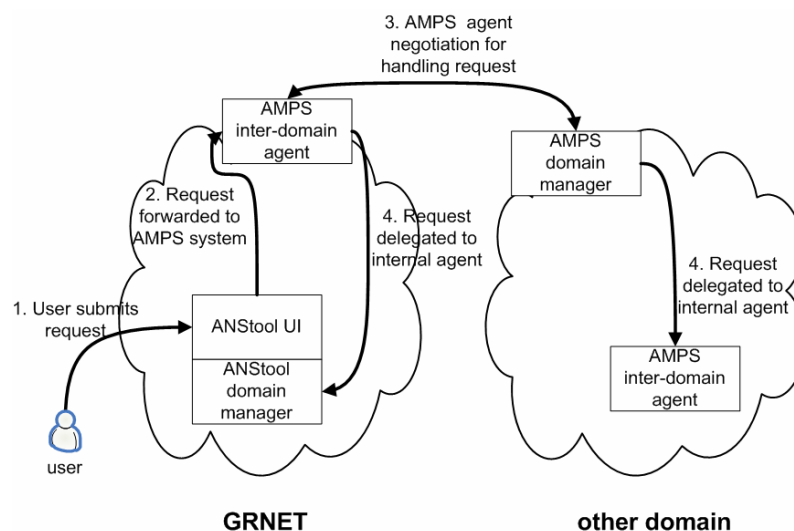 3. AMPS agent
negotiation for
handling request
AMPS
inter-domain
agent
AMPS
domain
manager
2. Request
forwarded to
AMPS system
4. Request
delegated to
internal agent
4. Request
delegated to
internal agent
1. User submits
request
ANStool UI
ANStool
domain
manager
AMPS
inter-domain
agent
user
GRNET
other domain